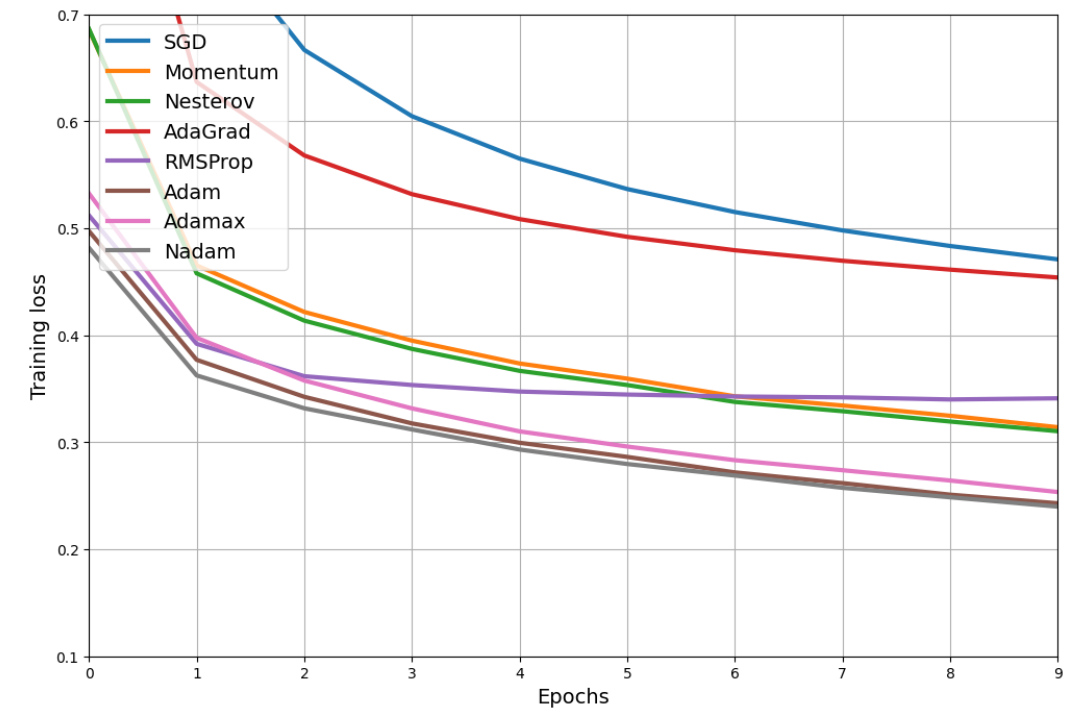 0.7
0.6
0.5
0.4
0.3
0.2
0.1
Training loss
SGD
Momentum
Nesterov
AdaGrad
RMSProp
Adam
Adamax
Nadam
0 1 2 3 4 5 6 7 8 9
Epochs